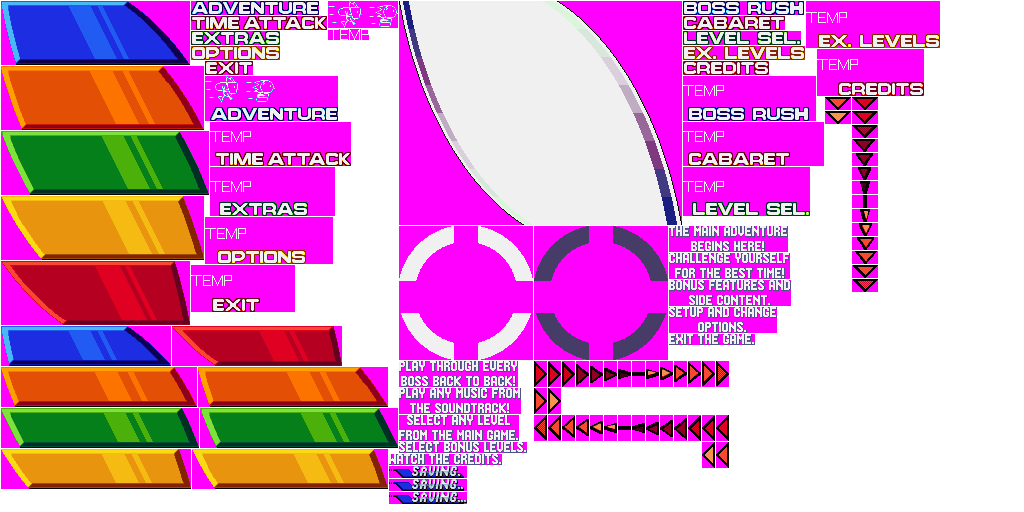 ADVENTURE
TIME ATTACK
EXTRAS
OPTIONS
EXIT
TEMP
ADVENTURE
TEMP
TIME ATTACK
TEMP
EXTRAS
TEMP
OPTIONS
TEMP
EXIT
BOSS RUSH
CABARET
LEVEL SEL.
EX. LEVELS
CREDITS
TEMP
EX. LEVELS
TEMP
CREDITS
TEMP
BOSS RUSH
TEMP
CABARET
TEMP
LEVEL SEL.
THE MAIN ADVENTURE
BEGINS HERE!
CHALLENGE YOURSELF
FOR THE BEST TIME!
BONUS FEATURES AND
SIDE CONTENT.
SETUP AND CHANGE
OPTIONS.
EXIT THE GAME.
PLAY THROUGH EVERY
BOSS BACK TO BACK!
PLAY ANY MUSIC FROM
THE SOUNDTRACK!
SELECT ANY LEVEL
FROM THE MAIN GAME.
SELECT BONUS LEVELS.
WATCH THE CREDITS.
SAVING.
SAVING..
SAVING...